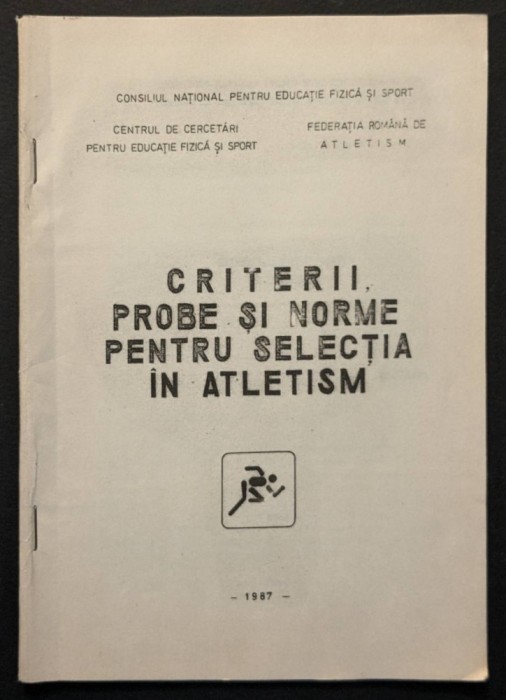 CONSILIUL NAȚIONAL PENTRU EDUCAȚIE FIZICĂ ȘI SPORT
CENTRUL DE CERCETĂRI
PENTRU EDUCAȚIE FIZICĂ ȘI SPORT
FEDERAȚIA ROMÂNĂ DE
ATLETISM
CRITERII,
PROBE ȘI NORME
PENTRU SELECȚIA
ÎN ATLETISM
- 1987 -